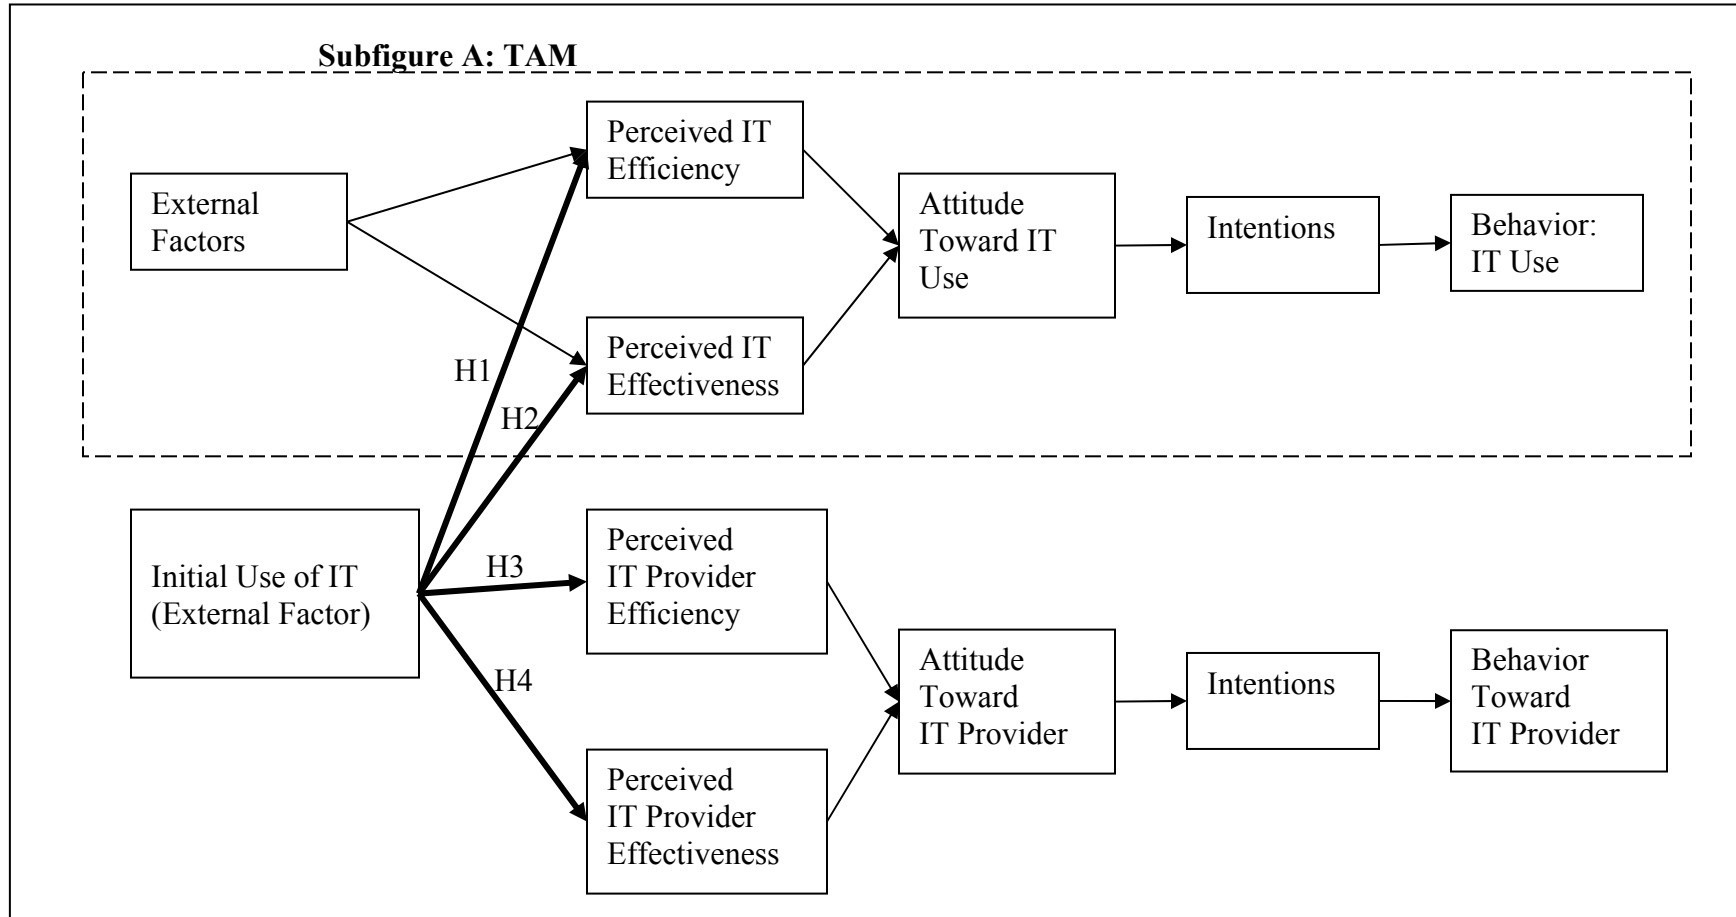 Subfigure A: TAM
Perceived IT
Efficiency
External
Factors
Attitude
Toward IT
Use
Intentions
Behavior:
IT Use
Perceived IT
Effectiveness
H1
H2
Initial Use of IT
(External Factor)
H3
H4
Perceived
IT Provider
Efficiency
Attitude
Toward
IT Provider
Intentions
Behavior
Toward
IT Provider
Perceived
IT Provider
Effectiveness